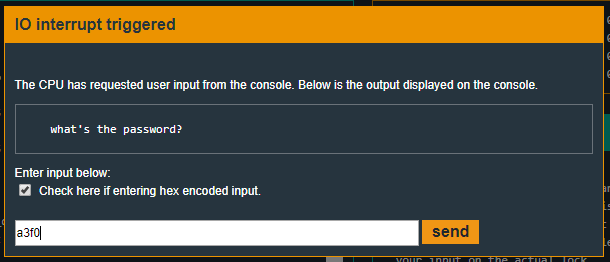 IO interrupt triggered
The CPU has requested user input from the console. Below is the output displayed on the console.
what's the password?
Enter input below:
Check here if entering hex encoded input.
a3f0
send
your input on the actual lock